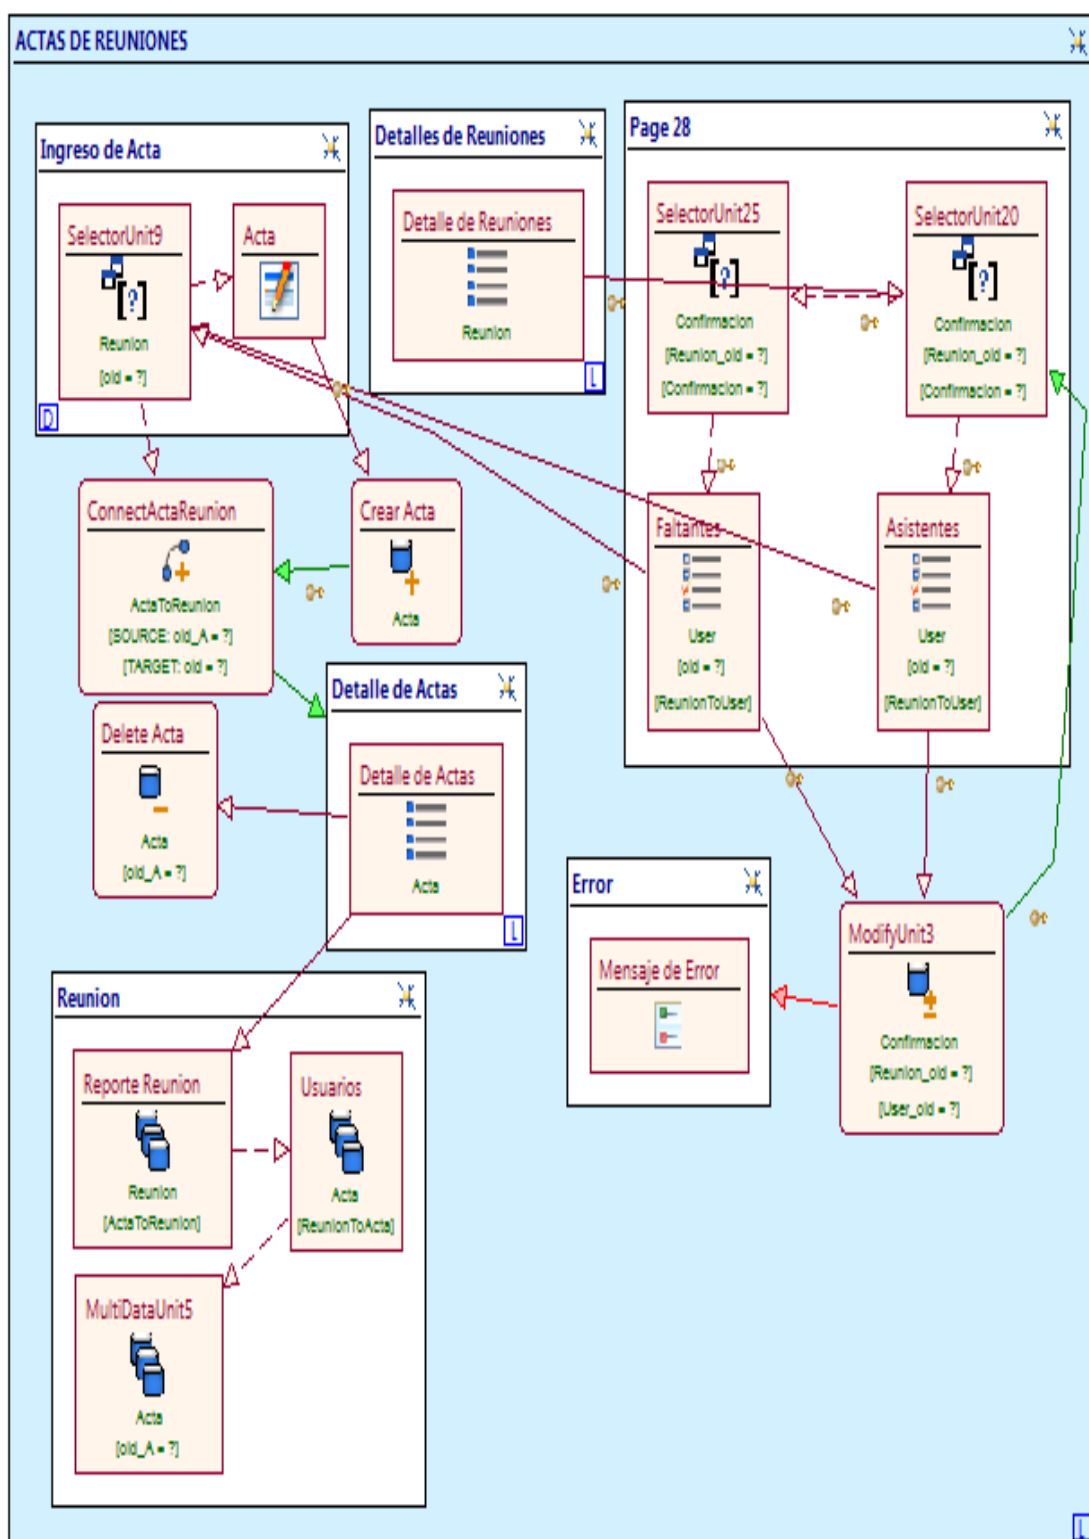 ACTAS DE REUNIONES
Ingreso de Acta
SelectorUnit9
[?]
Reunion
[oid = ?]
Acta
D
Detalles de Reuniones
Detalle de Reuniones
Reunion
L
Page 28
SelectorUnit25
[?]
Confirmacion
[Reunion_oid = ?]
[Confirmacion = ?]
SelectorUnit20
[?]
Confirmacion
[Reunion_oid = ?]
[Confirmacion = ?]
ConnectActaReunion
ActaToReunion
[SOURCE: oid_A = ?]
[TARGET: oid = ?]
Crear Acta
Acta
Faltantes
User
[oid = ?]
[ReunionToUser]
Asistentes
User
[oid = ?]
[ReunionToUser]
Delete Acta
Acta
[oid_A = ?]
Detalle de Actas
Detalle de Actas
Acta
L
Error
Mensaje de Error
ModifyUnit3
Confirmacion
[Reunion_oid = ?]
[User_oid = ?]
Reunion
Reporte Reunion
Reunion
[ActaToReunion]
Usuarios
Acta
[ReunionToActa]
MultiDataUnit5
Acta
[oid_A = ?]
L